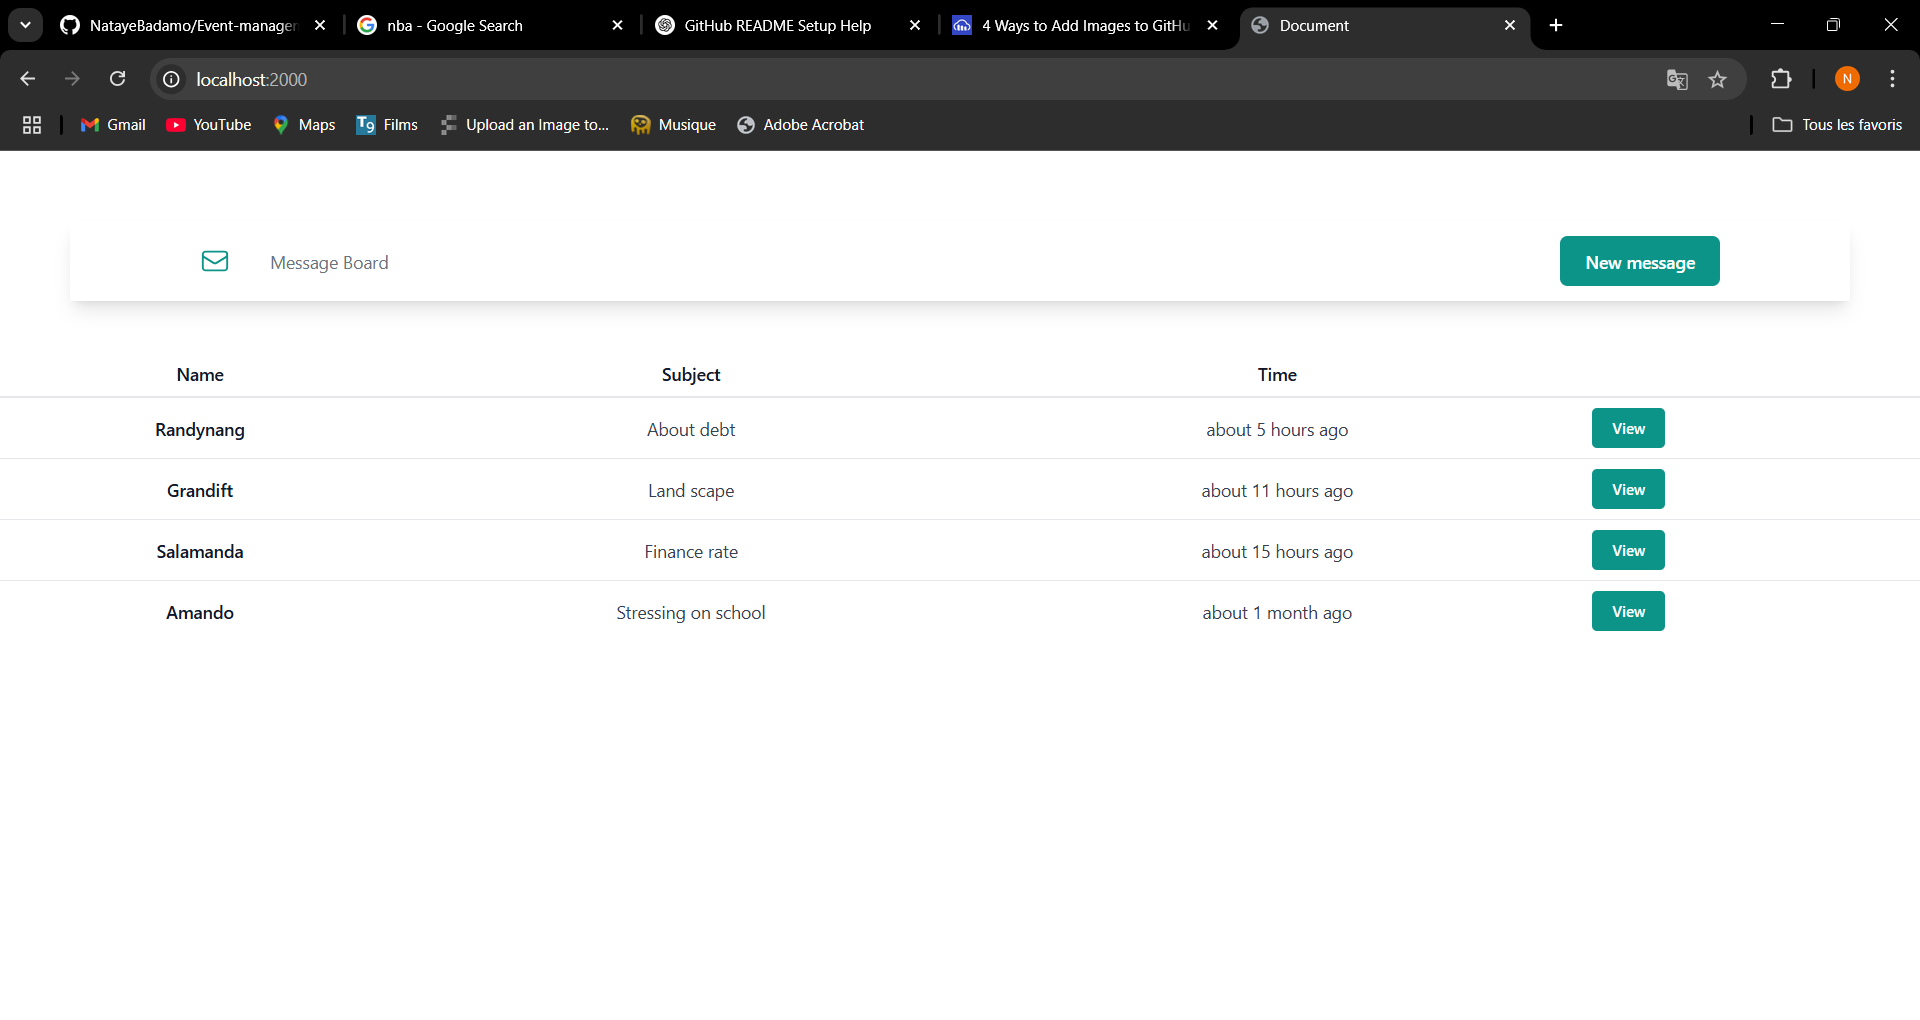 NatayeBadamo/Event-manager
nba - Google Search
GitHub README Setup Help
4 Ways to Add Images to GitHu
Document
localhost:2000
N
Gmail
YouTube
Maps
Films
Upload an Image to...
Musique
Adobe Acrobat
Tous les favoris
Message Board
New message
Name Subject Time
Randynang About debt about 5 hours ago View
Grandift Land scape about 11 hours ago View
Salamanda Finance rate about 15 hours ago View
Amando Stressing on school about 1 month ago View